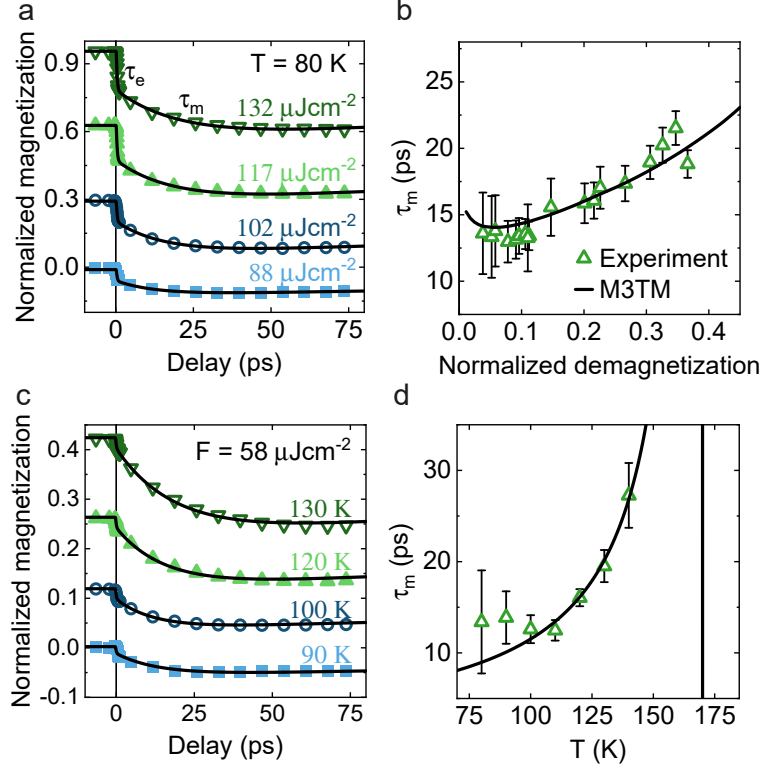 a
Normalized magnetization
0.9
0.6
0.3
0.0
T = 80 K
τe
τm
132 μJcm-2
117 μJcm-2
102 μJcm-2
88 μJcm-2
0
25
50
75
Delay (ps)
b
τm (ps)
25
20
15
10
Experiment
M3TM
0.0
0.1
0.2
0.3
0.4
Normalized demagnetization
c
Normalized magnetization
0.4
0.3
0.2
0.1
0.0
-0.1
F = 58 μJcm-2
130 K
120 K
100 K
90 K
0
25
50
75
Delay (ps)
d
τm (ps)
30
20
10
75
100
125
150
175
T (K)